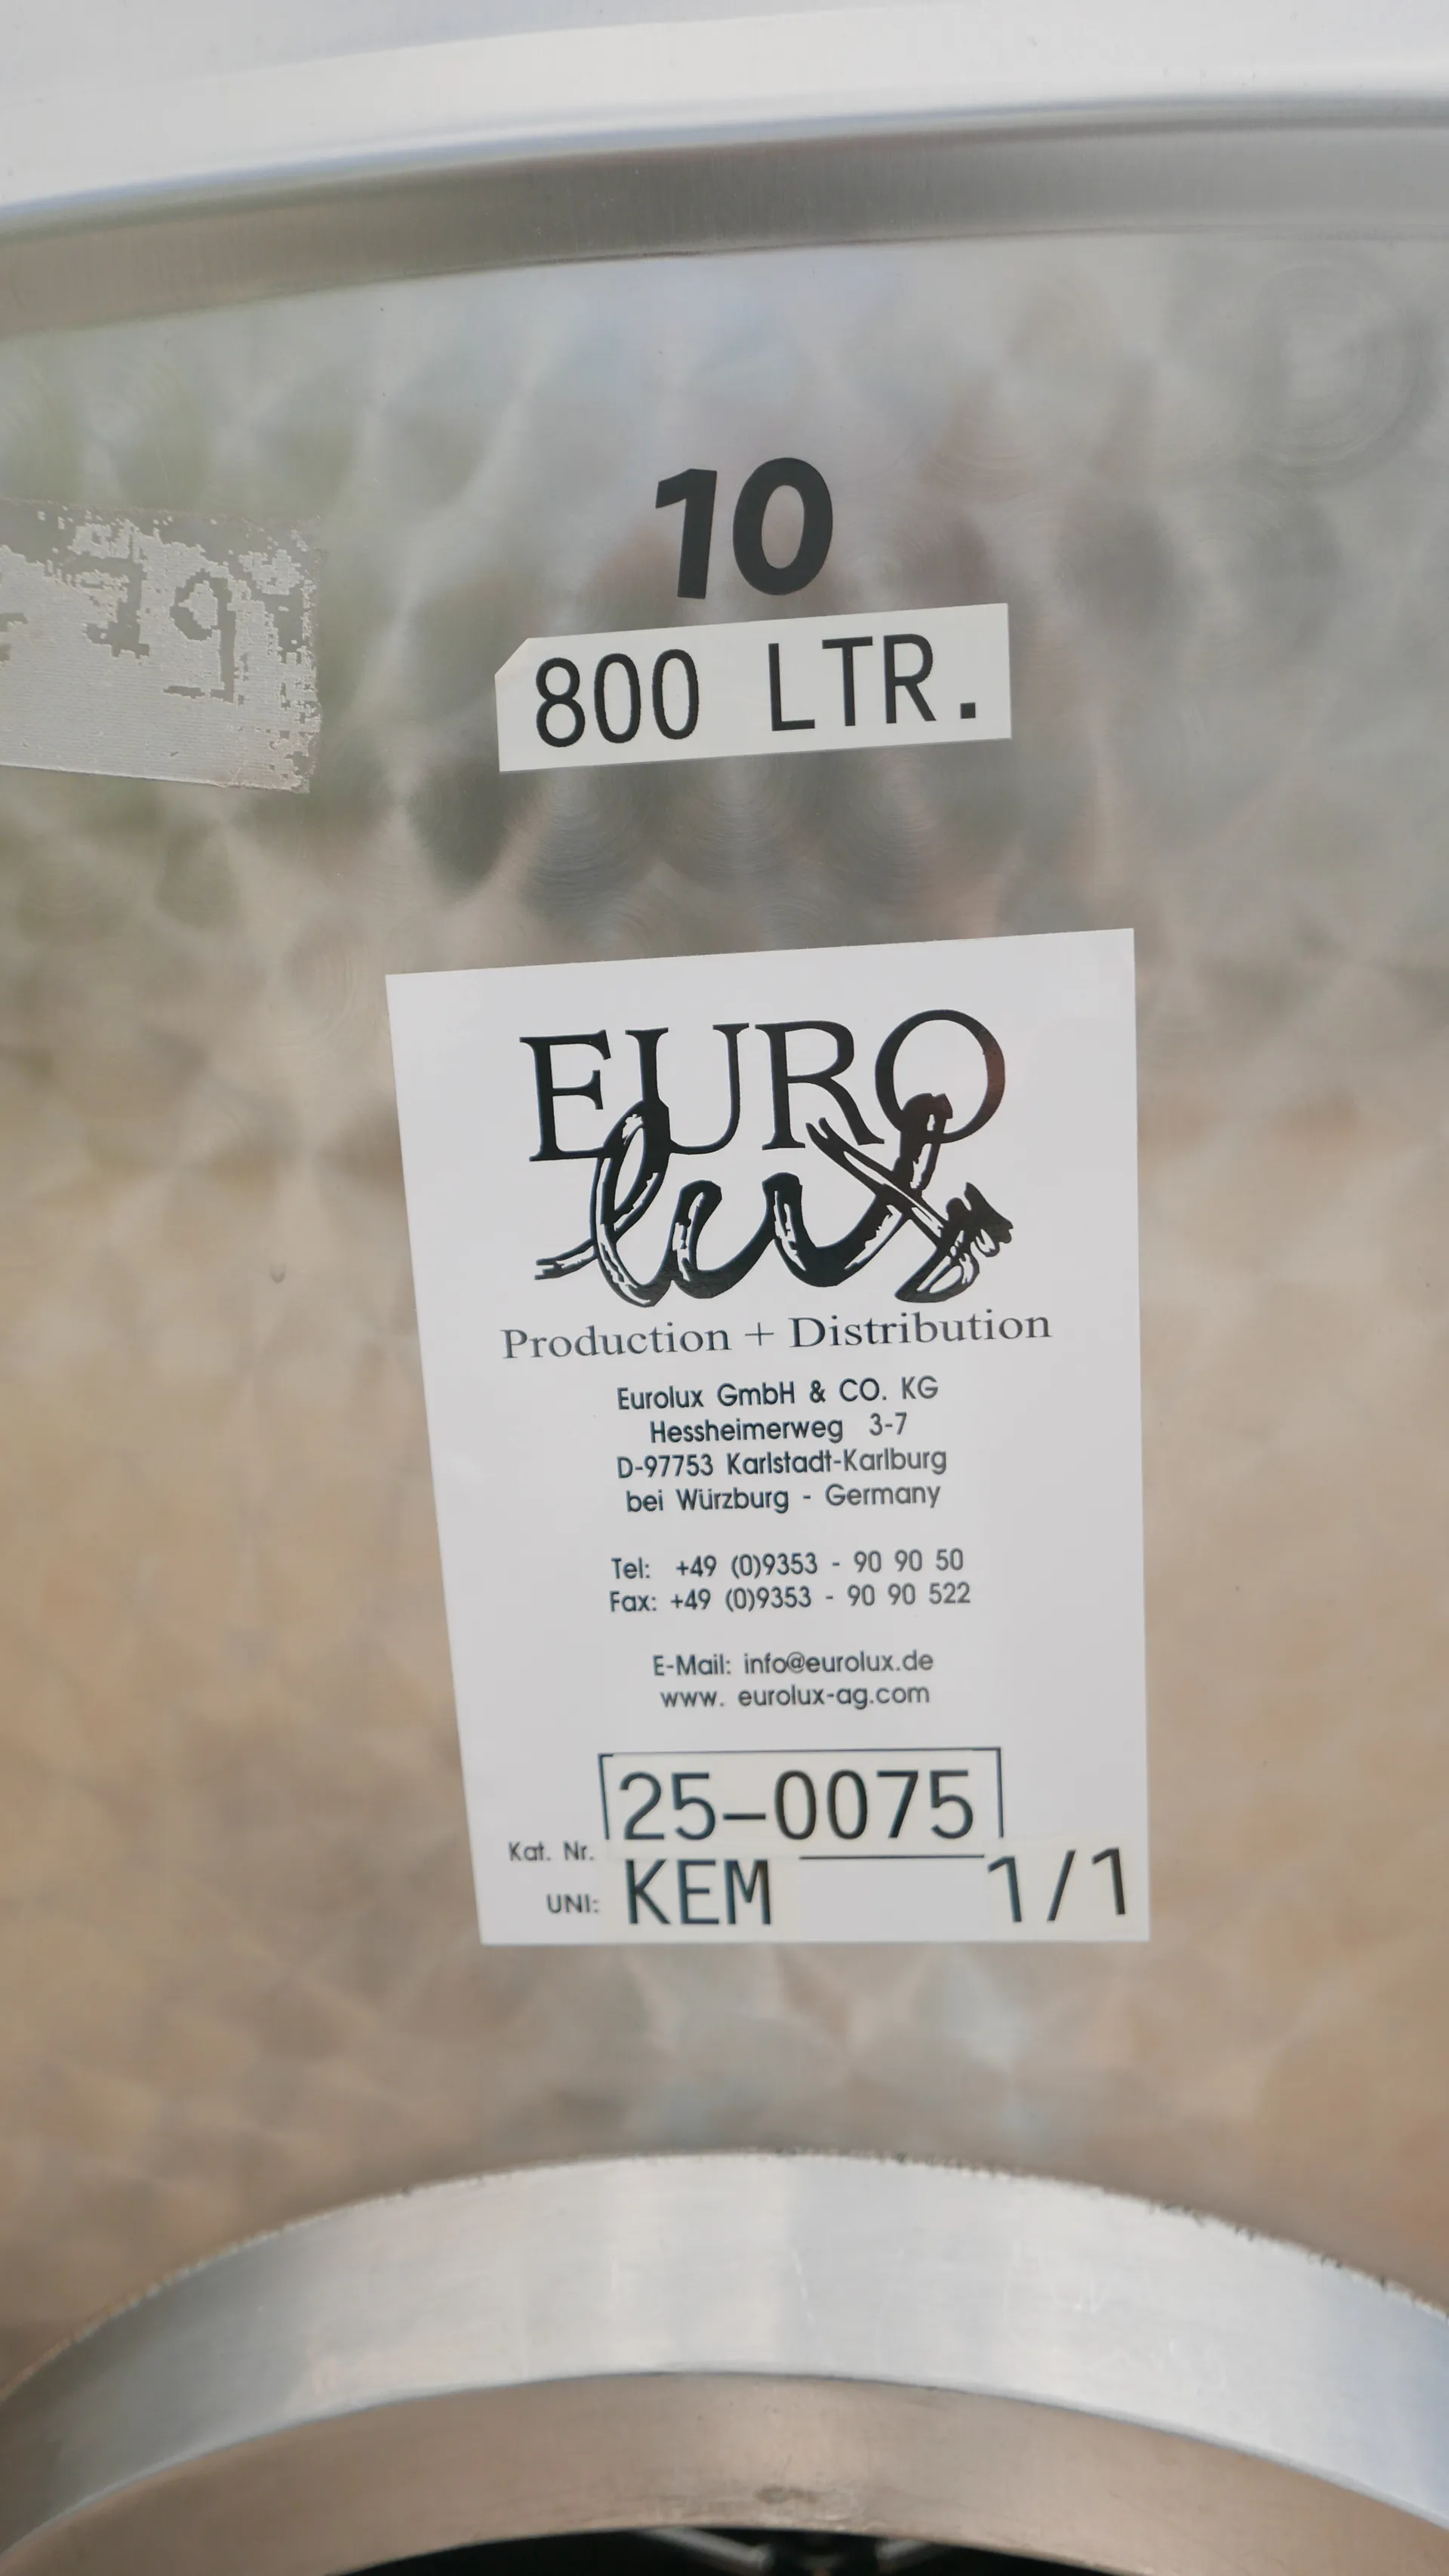 10
800 LTR.
EURO
lux
Production + Distribution
Eurolux GmbH & CO. KG
Hessheimerweg 3-7
D-97753 Karlstadt-Karlburg
bei Würzburg - Germany
Tel: +49 (0)9353 - 90 90 50
Fax: +49 (0)9353 - 90 90 522
E-Mail: info@eurolux.de
www. eurolux-ag.com
25-0075
Kat. Nr.
UNI: KEM 1/1